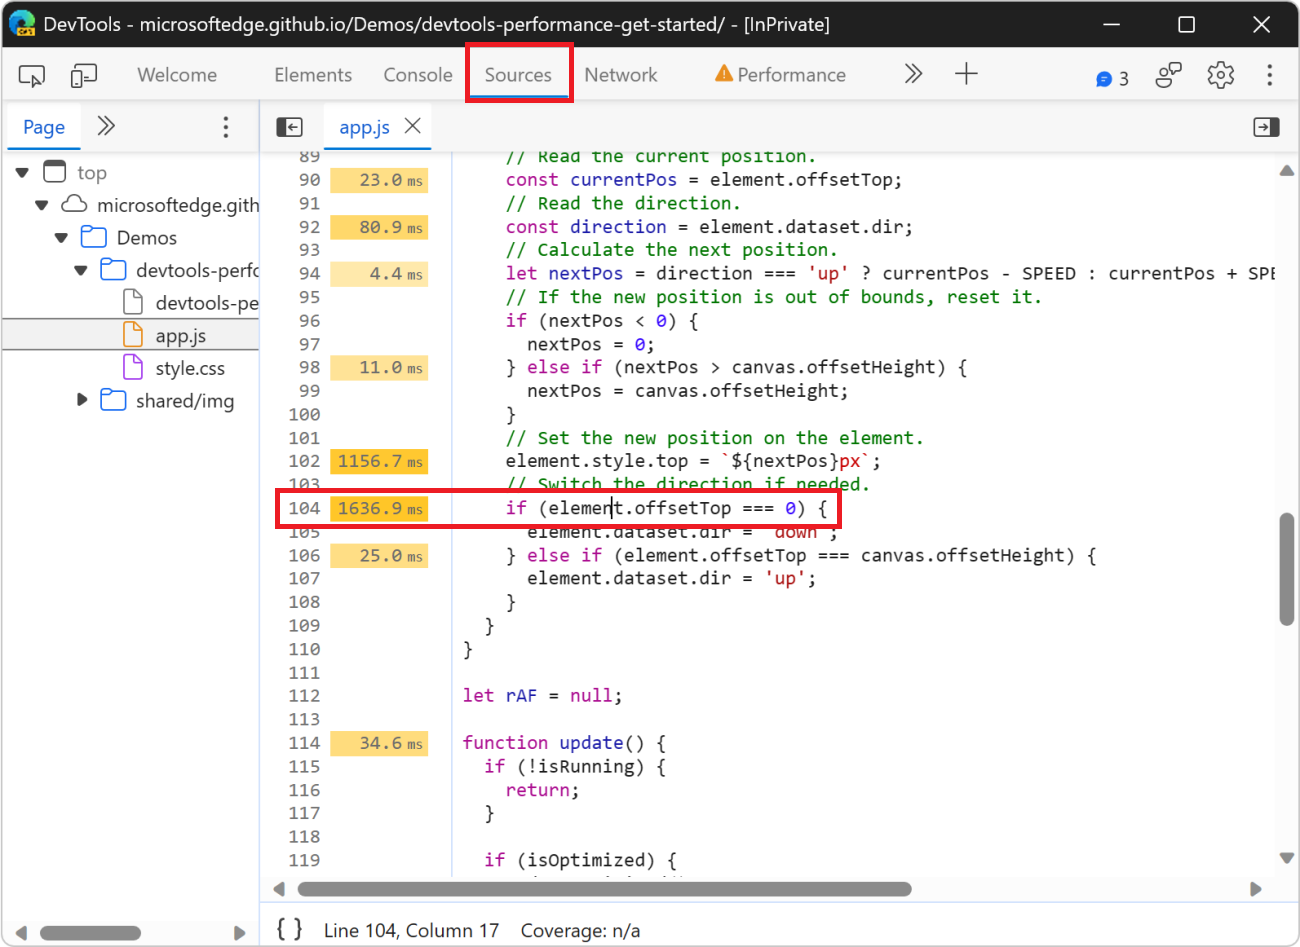 DevTools - microsoftedge.github.io/Demos/devtools-performance-get-started/ - [InPrivate]
Welcome Elements Console Sources Network Performance 3
Page
app.js
top
microsoftedge.gith
Demos
devtools-perfo
devtools-pe
app.js
style.css
shared/img
89 // Read the current position.
90 23.0 ms const currentPos = element.offsetTop;
91 // Read the direction.
92 80.9 ms const direction = element.dataset.dir;
93 // Calculate the next position.
94 4.4 ms let nextPos = direction === 'up' ? currentPos - SPEED : currentPos + SPE
95 // If the new position is out of bounds, reset it.
96 if (nextPos < 0) {
97 nextPos = 0;
98 11.0 ms } else if (nextPos > canvas.offsetHeight) {
99 nextPos = canvas.offsetHeight;
100 }
101 // Set the new position on the element.
102 1156.7 ms element.style.top = `${nextPos}px`;
103 // Switch the direction if needed.
104 1636.9 ms if (element.offsetTop === 0) {
105 element.dataset.dir = 'down';
106 25.0 ms } else if (element.offsetTop === canvas.offsetHeight) {
107 element.dataset.dir = 'up';
108 }
109 }
110 }
111
112 let rAF = null;
113
114 34.6 ms function update() {
115 if (!isRunning) {
116 return;
117 }
118
119 if (isOptimized) {
{ } Line 104, Column 17 Coverage: n/a